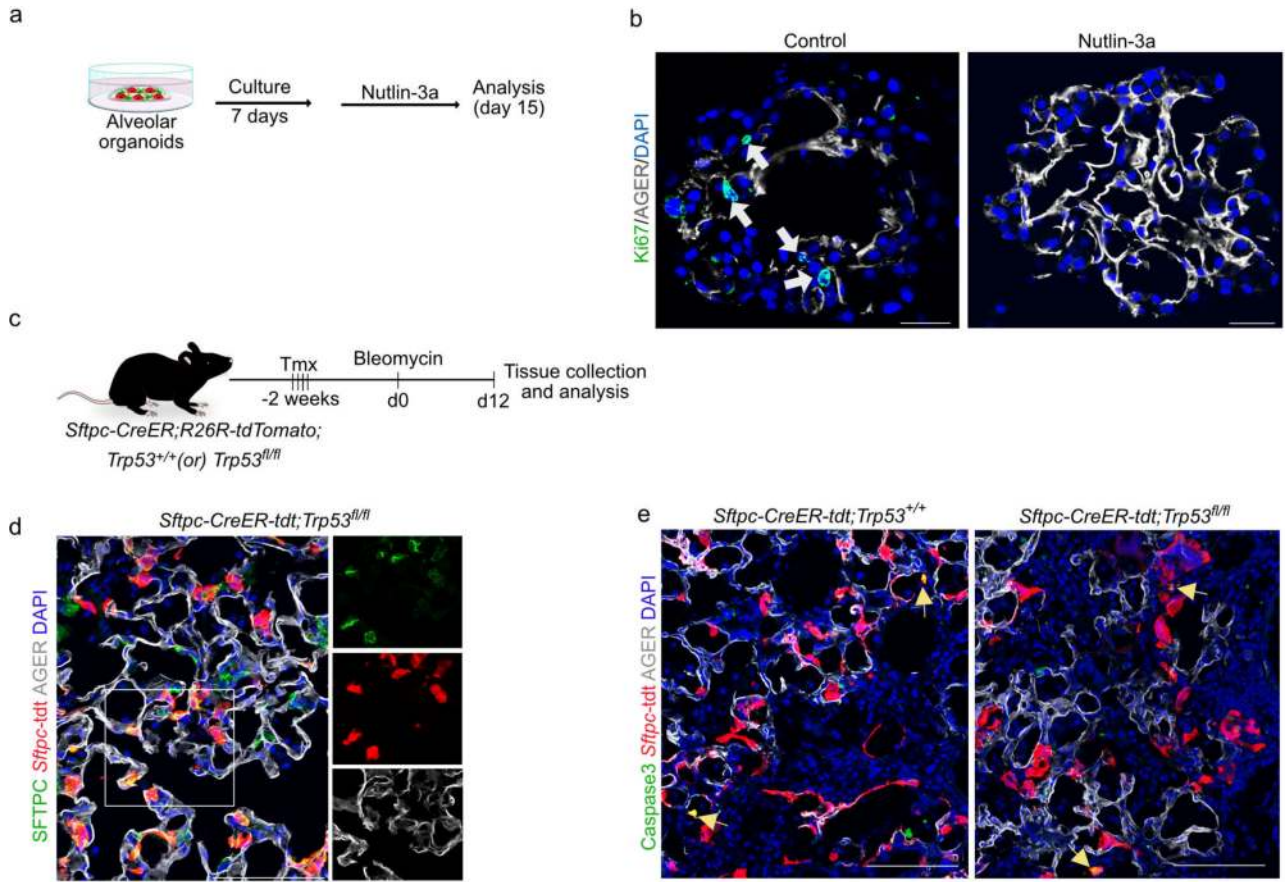 a
Alveolar
organoids
Culture
7 days
Nutlin-3a
Analysis
(day 15)
b
Control
Nutlin-3a
Ki67/AGER/DAPI
c
Tmx
-2 weeks
Bleomycin
d0
d12
Tissue collection
and analysis
Sftpc-CreER;R26R-tdTomato;
Trp53+/+(or) Trp53fl/fl
d
Sftpc-CreER-tdt;Trp53fl/fl
SFTPC Sftpc-tdt AGER DAPI
e
Sftpc-CreER-tdt;Trp53+/+
Sftpc-CreER-tdt;Trp53fl/fl
Caspase3 Sftpc-tdt AGER DAPI